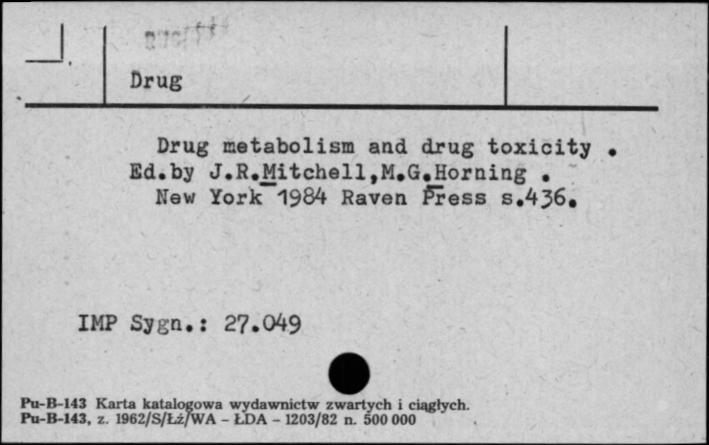 Drug
Drug metabolism and drug toxicity .
Ed.by J.R.Mitchell,M.G.Horning .
New York 1984 Raven Press s.436.
IMP Sygn.: 27.049
Pu-B-143 Karta katalogowa wydawnictw zwartych i ciągłych.
Pu-B-143, z. 1962/S/Łź/WA - ŁDA - 1203/82 n. 500 000